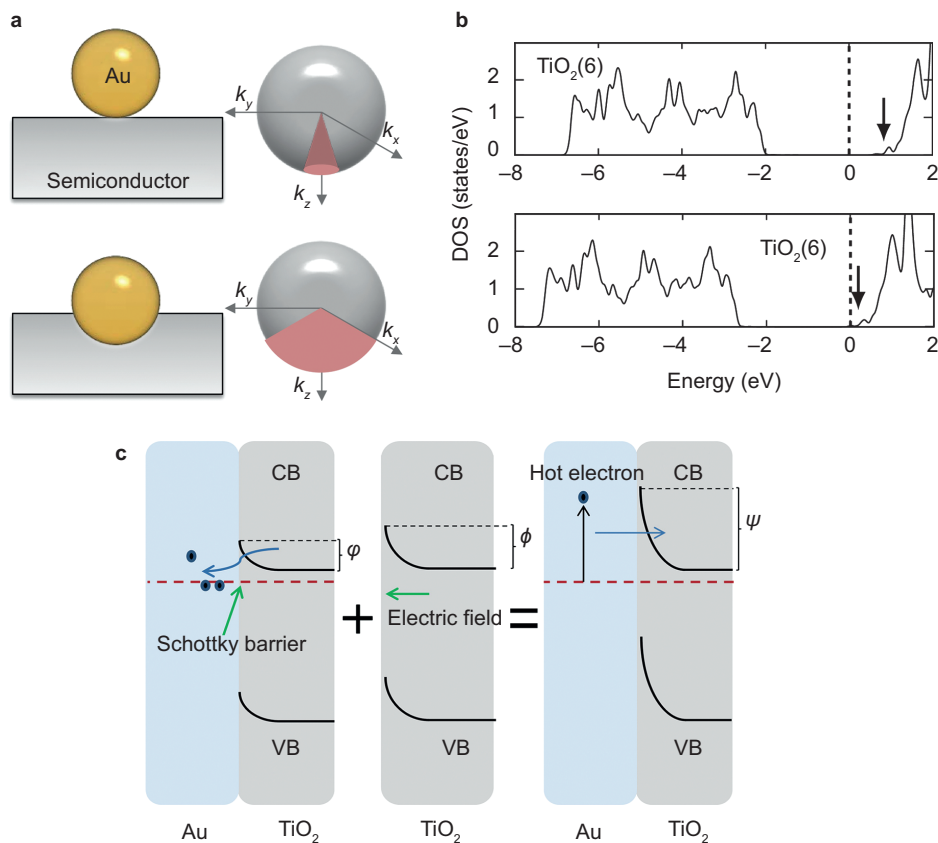 a
Au
Semiconductor
k_y
k_x
k_z
k_y
k_x
k_z
b
DOS (states/eV)
TiO₂(6)
2
1
0
−8
−6
−4
−2
0
2
TiO₂(6)
2
1
0
−8
−6
−4
−2
0
2
Energy (eV)
c
CB
φ
Schottky barrier
VB
Au
TiO₂
+
CB
ϕ
Electric field
VB
TiO₂
=
Hot electron
CB
ψ
VB
Au
TiO₂